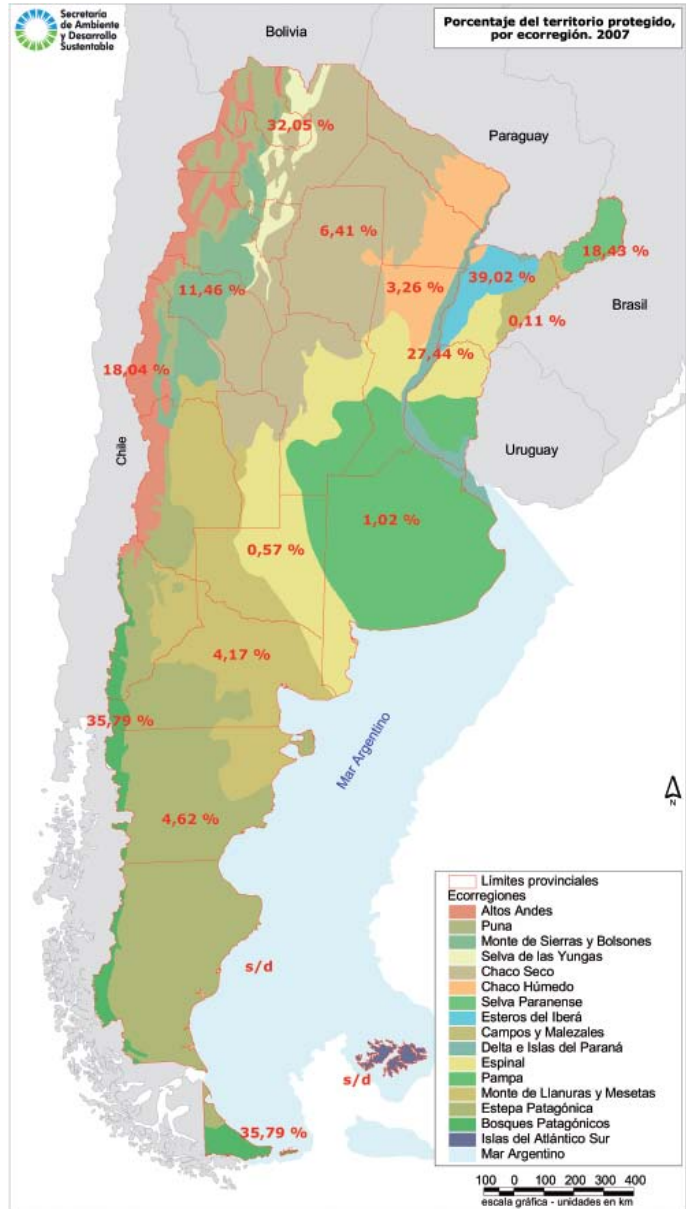 Secretaría
de Ambiente
y Desarrollo
Sustentable
Porcentaje del territorio protegido,
por ecorregión. 2007
Bolivia
Paraguay
Brasil
Uruguay
Chile
Mar Argentino
32,05 %
6,41 %
18,43 %
39,02 %
3,26 %
11,46 %
0,11 %
27,44 %
18,04 %
1,02 %
0,57 %
4,17 %
35,79 %
4,62 %
s/d
s/d
35,79 %
N
Límites provinciales
Ecorregiones
Altos Andes
Puna
Monte de Sierras y Bolsones
Selva de las Yungas
Chaco Seco
Chaco Húmedo
Selva Paranense
Esteros del Iberá
Campos y Malezales
Delta e Islas del Paraná
Espinal
Pampa
Monte de Llanuras y Mesetas
Estepa Patagónica
Bosques Patagónicos
Islas del Atlántico Sur
Mar Argentino
100 0 100 200 300 400
escala gráfica - unidades en km